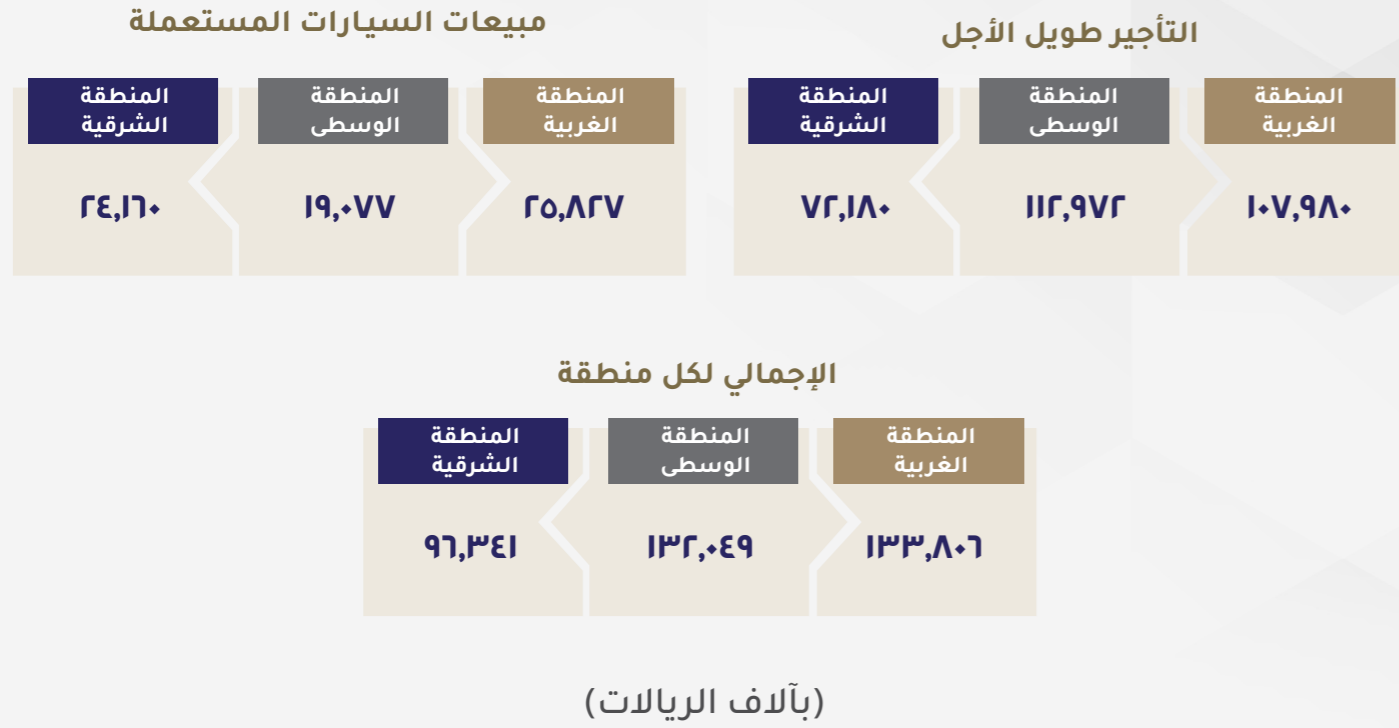 التأجير طويل الأجل
المنطقة
الغربية
المنطقة
الوسطى
المنطقة
الشرقية
١٠٧,٩٨٠
١١٢,٩٧٢
٧٢,١٨٠
مبيعات السيارات المستعملة
المنطقة
الغربية
المنطقة
الوسطى
المنطقة
الشرقية
٢٥,٨٢٧
١٩,٠٧٧
٢٤,١٦٠
الإجمالي لكل منطقة
المنطقة
الغربية
المنطقة
الوسطى
المنطقة
الشرقية
١٣٣,٨٠٦
١٣٢,٠٤٩
٩٦,٣٤١
(بآلاف الريالات)